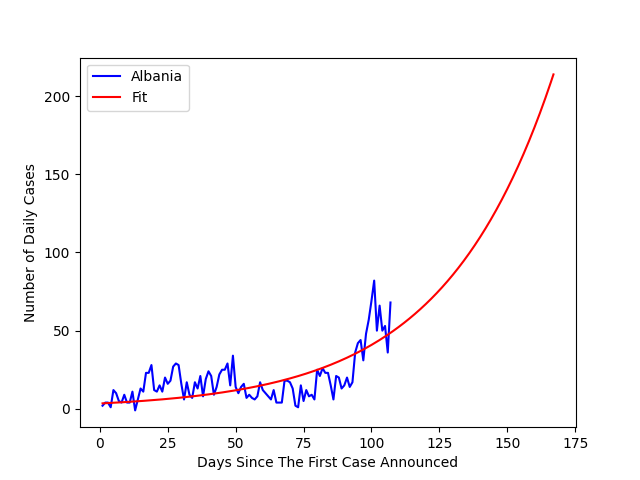 Albania
Fit
200
150
100
50
0
Number of Daily Cases
0 25 50 75 100 125 150 175
Days Since The First Case Announced